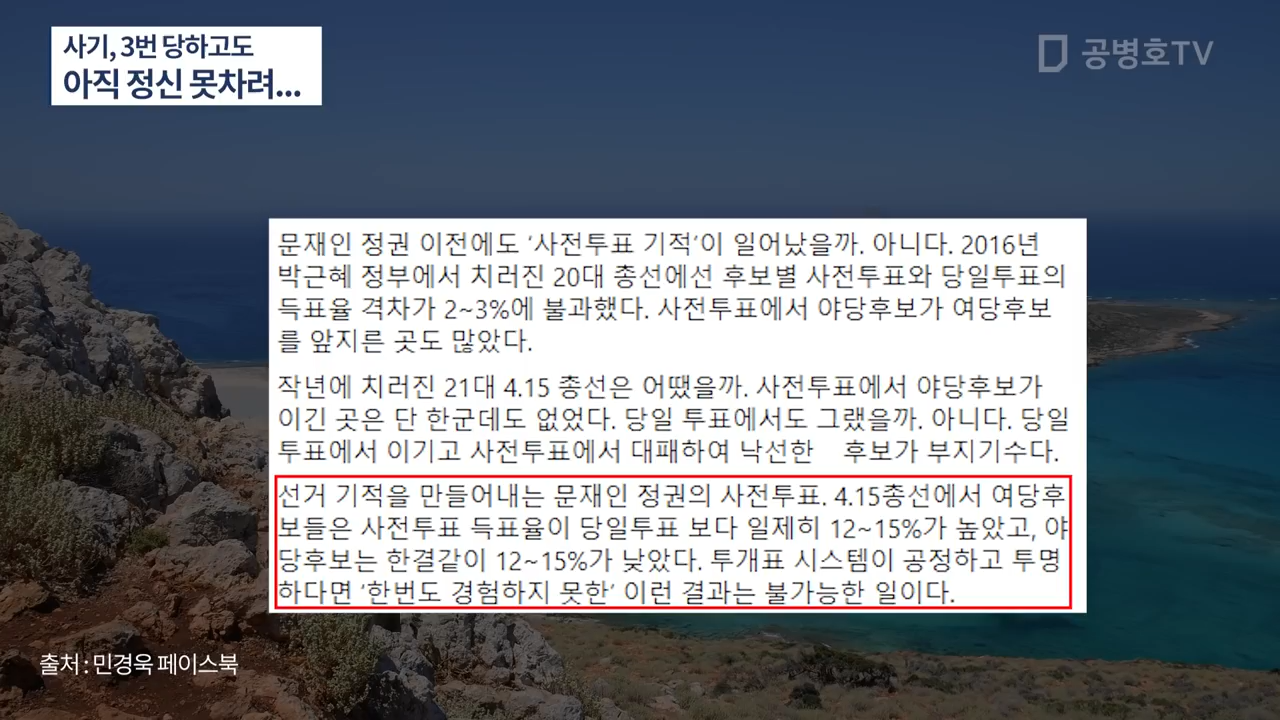 사기, 3번 당하고도
아직 정신 못차려...
공병호TV
문재인 정권 이전에도 ‘사전투표 기적’이 일어났을까. 아니다. 2016년
박근혜 정부에서 치러진 20대 총선에선 후보별 사전투표와 당일투표의
득표율 격차가 2~3%에 불과했다. 사전투표에서 야당후보가 여당후보
를 앞지른 곳도 많았다.
작년에 치러진 21대 4.15 총선은 어땠을까. 사전투표에서 야당후보가
이긴 곳은 단 한군데도 없었다. 당일 투표에서도 그랬을까. 아니다. 당일
투표에서 이기고 사전투표에서 대패하여 낙선한 후보가 부지기수다.
선거 기적을 만들어내는 문재인 정권의 사전투표. 4.15총선에서 여당후
보들은 사전투표 득표율이 당일투표 보다 일제히 12~15%가 높았고, 야
당후보는 한결같이 12~15%가 낮았다. 투개표 시스템이 공정하고 투명
하다면 ‘한번도 경험하지 못한’ 이런 결과는 불가능한 일이다.
출처 : 민경욱 페이스북